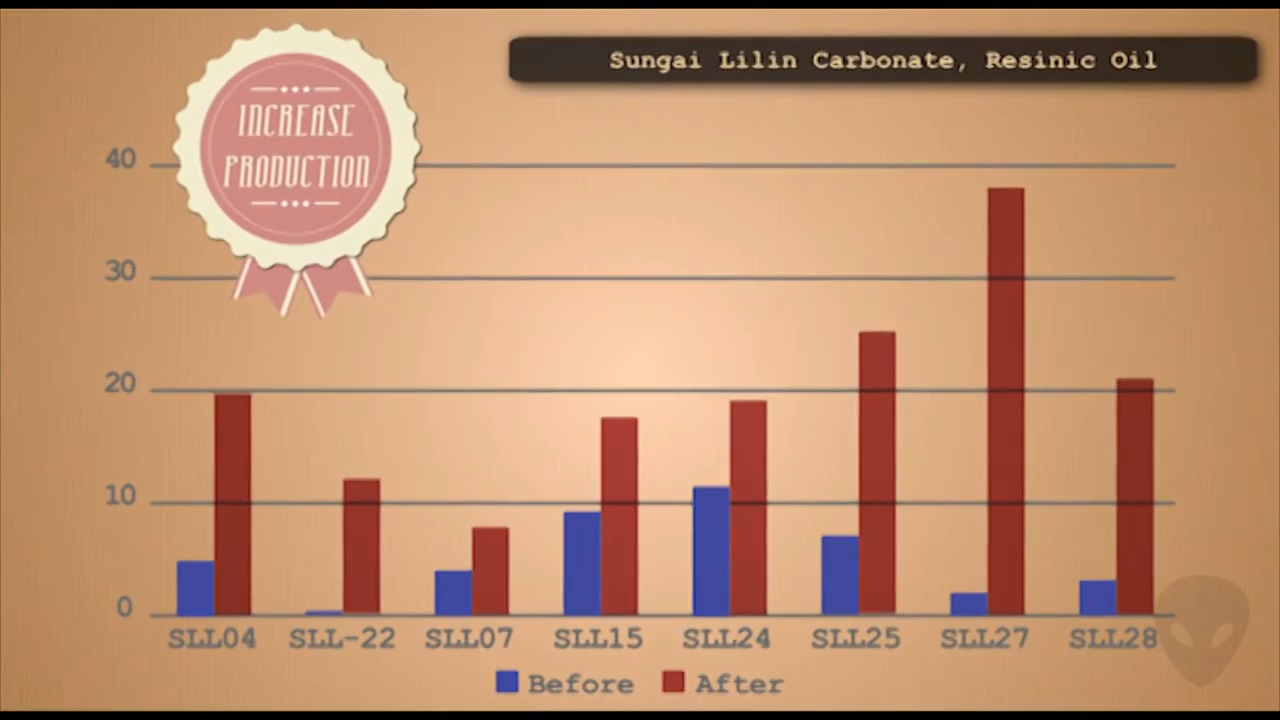 Sungai Lilin Carbonate, Resinic Oil
INCREASE
PRODUCTION
40
30
20
10
0
SLL04 SLL-22 SLL07 SLL15 SLL24 SLL25 SLL27 SLL28
Before After